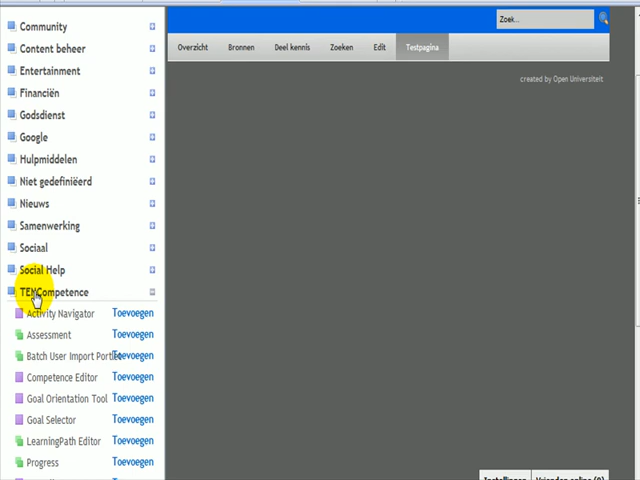 Community
Content beheer
Entertainment
Financiën
Godsdienst
Google
Hulpmiddelen
Niet gedefiniëerd
Nieuws
Samenwerking
Sociaal
Social Help
TENCompetence
Activity Navigator Toevoegen
Assessment Toevoegen
Batch User Import Portlet Toevoegen
Competence Editor Toevoegen
Goal Orientation Tool Toevoegen
Goal Selector Toevoegen
LearningPath Editor Toevoegen
Progress Toevoegen
Zoek...
Overzicht Bronnen Deel kennis Zoeken Edit Testpagina
created by Open Universiteit
Instellingen Vrienden online (0)